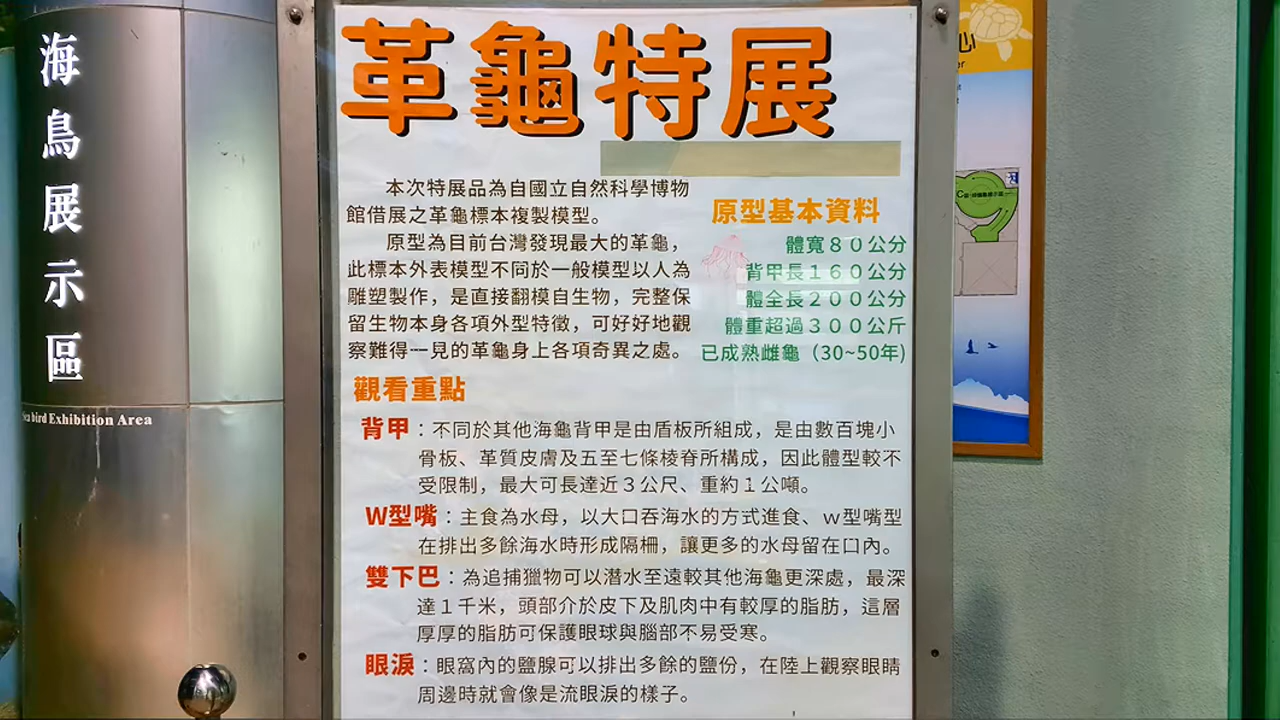 海鳥展示區
Sea bird Exhibition Area
革龜特展
本次特展品為自國立自然科學博物
館借展之革龜標本複製模型。
原型為目前台灣發現最大的革龜，
此標本外表模型不同於一般模型以人為
雕塑製作，是直接翻模自生物，完整保
留生物本身各項外型特徵，可好好地觀
察難得一見的革龜身上各項奇異之處。
原型基本資料
體寬８０公分
背甲長１６０公分
體全長２００公分
體重超過３００公斤
已成熟雌龜（30~50年）
觀看重點
背甲：不同於其他海龜背甲是由盾板所組成，是由數百塊小
骨板、革質皮膚及五至七條棱脊所構成，因此體型較不
受限制，最大可長達近３公尺、重約１公噸。
W型嘴：主食為水母，以大口吞海水的方式進食、ｗ型嘴型
在排出多餘海水時形成隔柵，讓更多的水母留在口內。
雙下巴：為追捕獵物可以潛水至遠較其他海龜更深處，最深
達１千米，頭部介於皮下及肌肉中有較厚的脂肪，這層
厚厚的脂肪可保護眼球與腦部不易受寒。
眼淚：眼窩內的鹽腺可以排出多餘的鹽份，在陸上觀察眼睛
周邊時就會像是流眼淚的樣子。
心